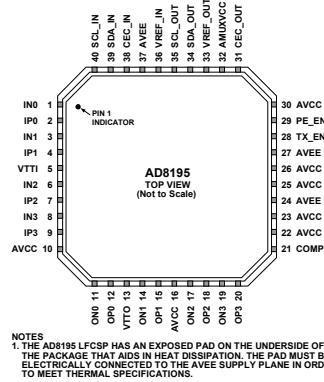 40 SCL_IN
39 SDA_IN
38 CEC_IN
37 AVEE
36 VREF_IN
35 SCL_OUT
34 SDA_OUT
33 VREF_OUT
32 AMUXVCC
31 CEC_OUT
IN0 1
IP0 2
IN1 3
IP1 4
VTTI 5
IN2 6
IP2 7
IN3 8
IP3 9
AVCC 10
PIN 1
INDICATOR
AD8195
TOP VIEW
(Not to Scale)
30 AVCC
29 PE_EN
28 TX_EN
27 AVEE
26 AVCC
25 AVCC
24 AVEE
23 AVCC
22 AVCC
21 COMP
ON0 11
OP0 12
VTTO 13
ON1 14
OP1 15
AVCC 16
ON2 17
OP2 18
ON3 19
OP3 20
NOTES
1. THE AD8195 LFCSP HAS AN EXPOSED PAD ON THE UNDERSIDE OF
THE PACKAGE THAT AIDS IN HEAT DISSIPATION. THE PAD MUST B
ELECTRICALLY CONNECTED TO THE AVEE SUPPLY PLANE IN ORD
TO MEET THERMAL SPECIFICATIONS.